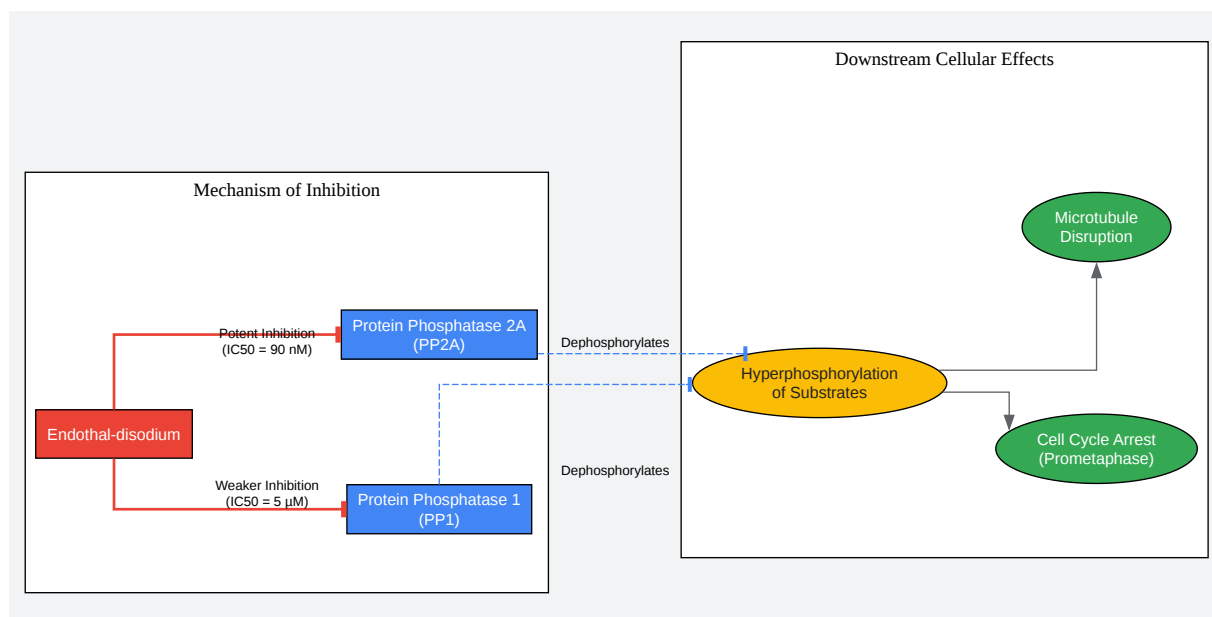 Mechanism of Inhibition
Potent Inhibition
(IC50 = 90 nM)
Protein Phosphatase 2A
(PP2A)
Endothal-disodium
Weaker Inhibition
(IC50 = 5 µM)
Protein Phosphatase 1
(PP1)
Dephosphorylates
Dephosphorylates
Downstream Cellular Effects
Hyperphosphorylation
of Substrates
Microtubule
Disruption
Cell Cycle Arrest
(Prometaphase)